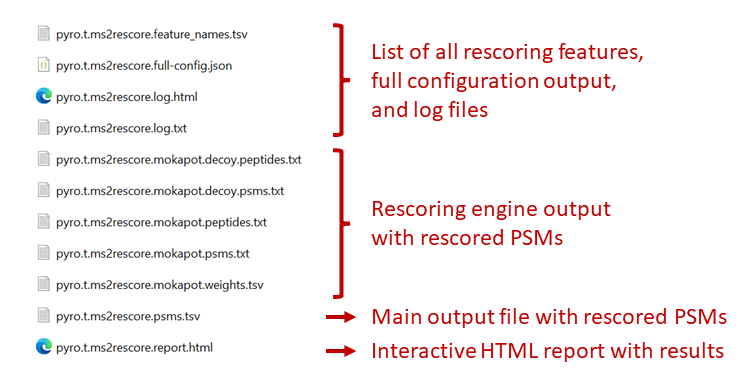 pyro.t.ms2rescore.feature_names.tsv
pyro.t.ms2rescore.full-config.json
pyro.t.ms2rescore.log.html
pyro.t.ms2rescore.log.txt
List of all rescoring features,
full configuration output,
and log files
pyro.t.ms2rescore.mokapot.decoy.peptides.txt
pyro.t.ms2rescore.mokapot.decoy.psms.txt
pyro.t.ms2rescore.mokapot.peptides.txt
pyro.t.ms2rescore.mokapot.psms.txt
pyro.t.ms2rescore.mokapot.weights.tsv
Rescoring engine output
with rescored PSMs
pyro.t.ms2rescore.psms.tsv
Main output file with rescored PSMs
pyro.t.ms2rescore.report.html
Interactive HTML report with results